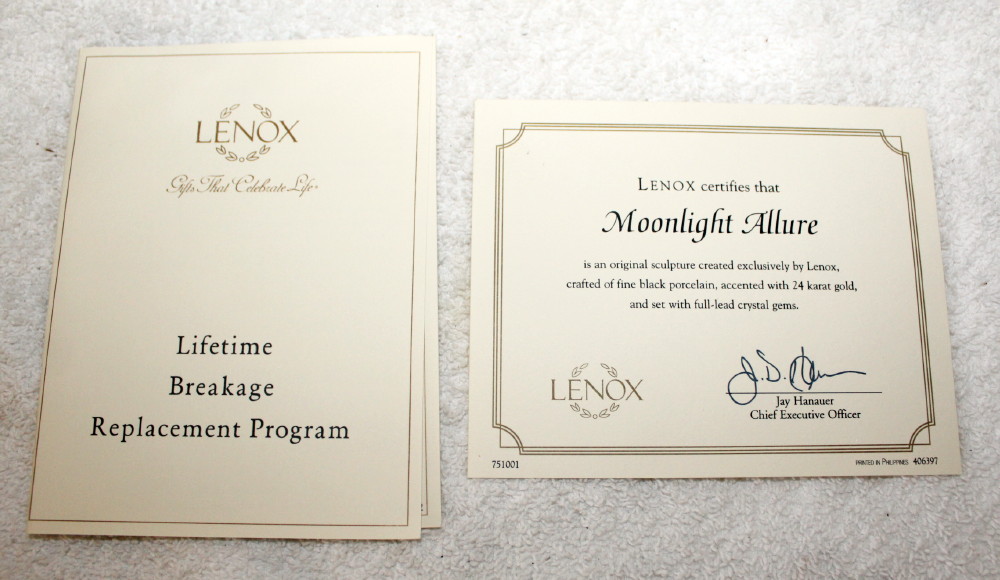 LENOX
Gifts That Celebrate Life
Lifetime
Breakage
Replacement Program
LENOX certifies that
Moonlight Allure
is an original sculpture created exclusively by Lenox,
crafted of fine black porcelain, accented with 24 karat gold,
and set with full-lead crystal gems.
LENOX
J.D. Hanauer
Jay Hanauer
Chief Executive Officer
751001
PRINTED IN PHILIPPINES 406397